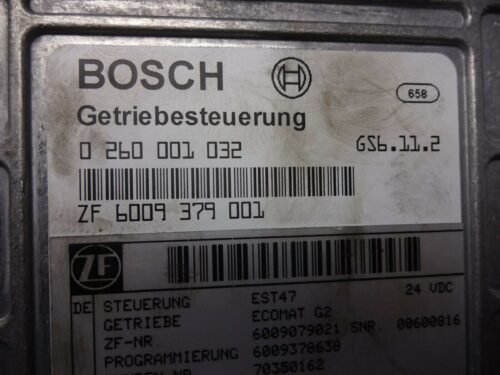 BOSCH 658
Getriebesteuerung
0 260 001 032 GS6.11.2
ZF 6009 379 001
ZF
DE STEUERUNG EST47 24 VDC
GETRIEBE ECOMAT G2
ZF-NR. 6009079021 SNR. 00600816
PROGRAMMIERUNG 6009378638
NR. 70350162